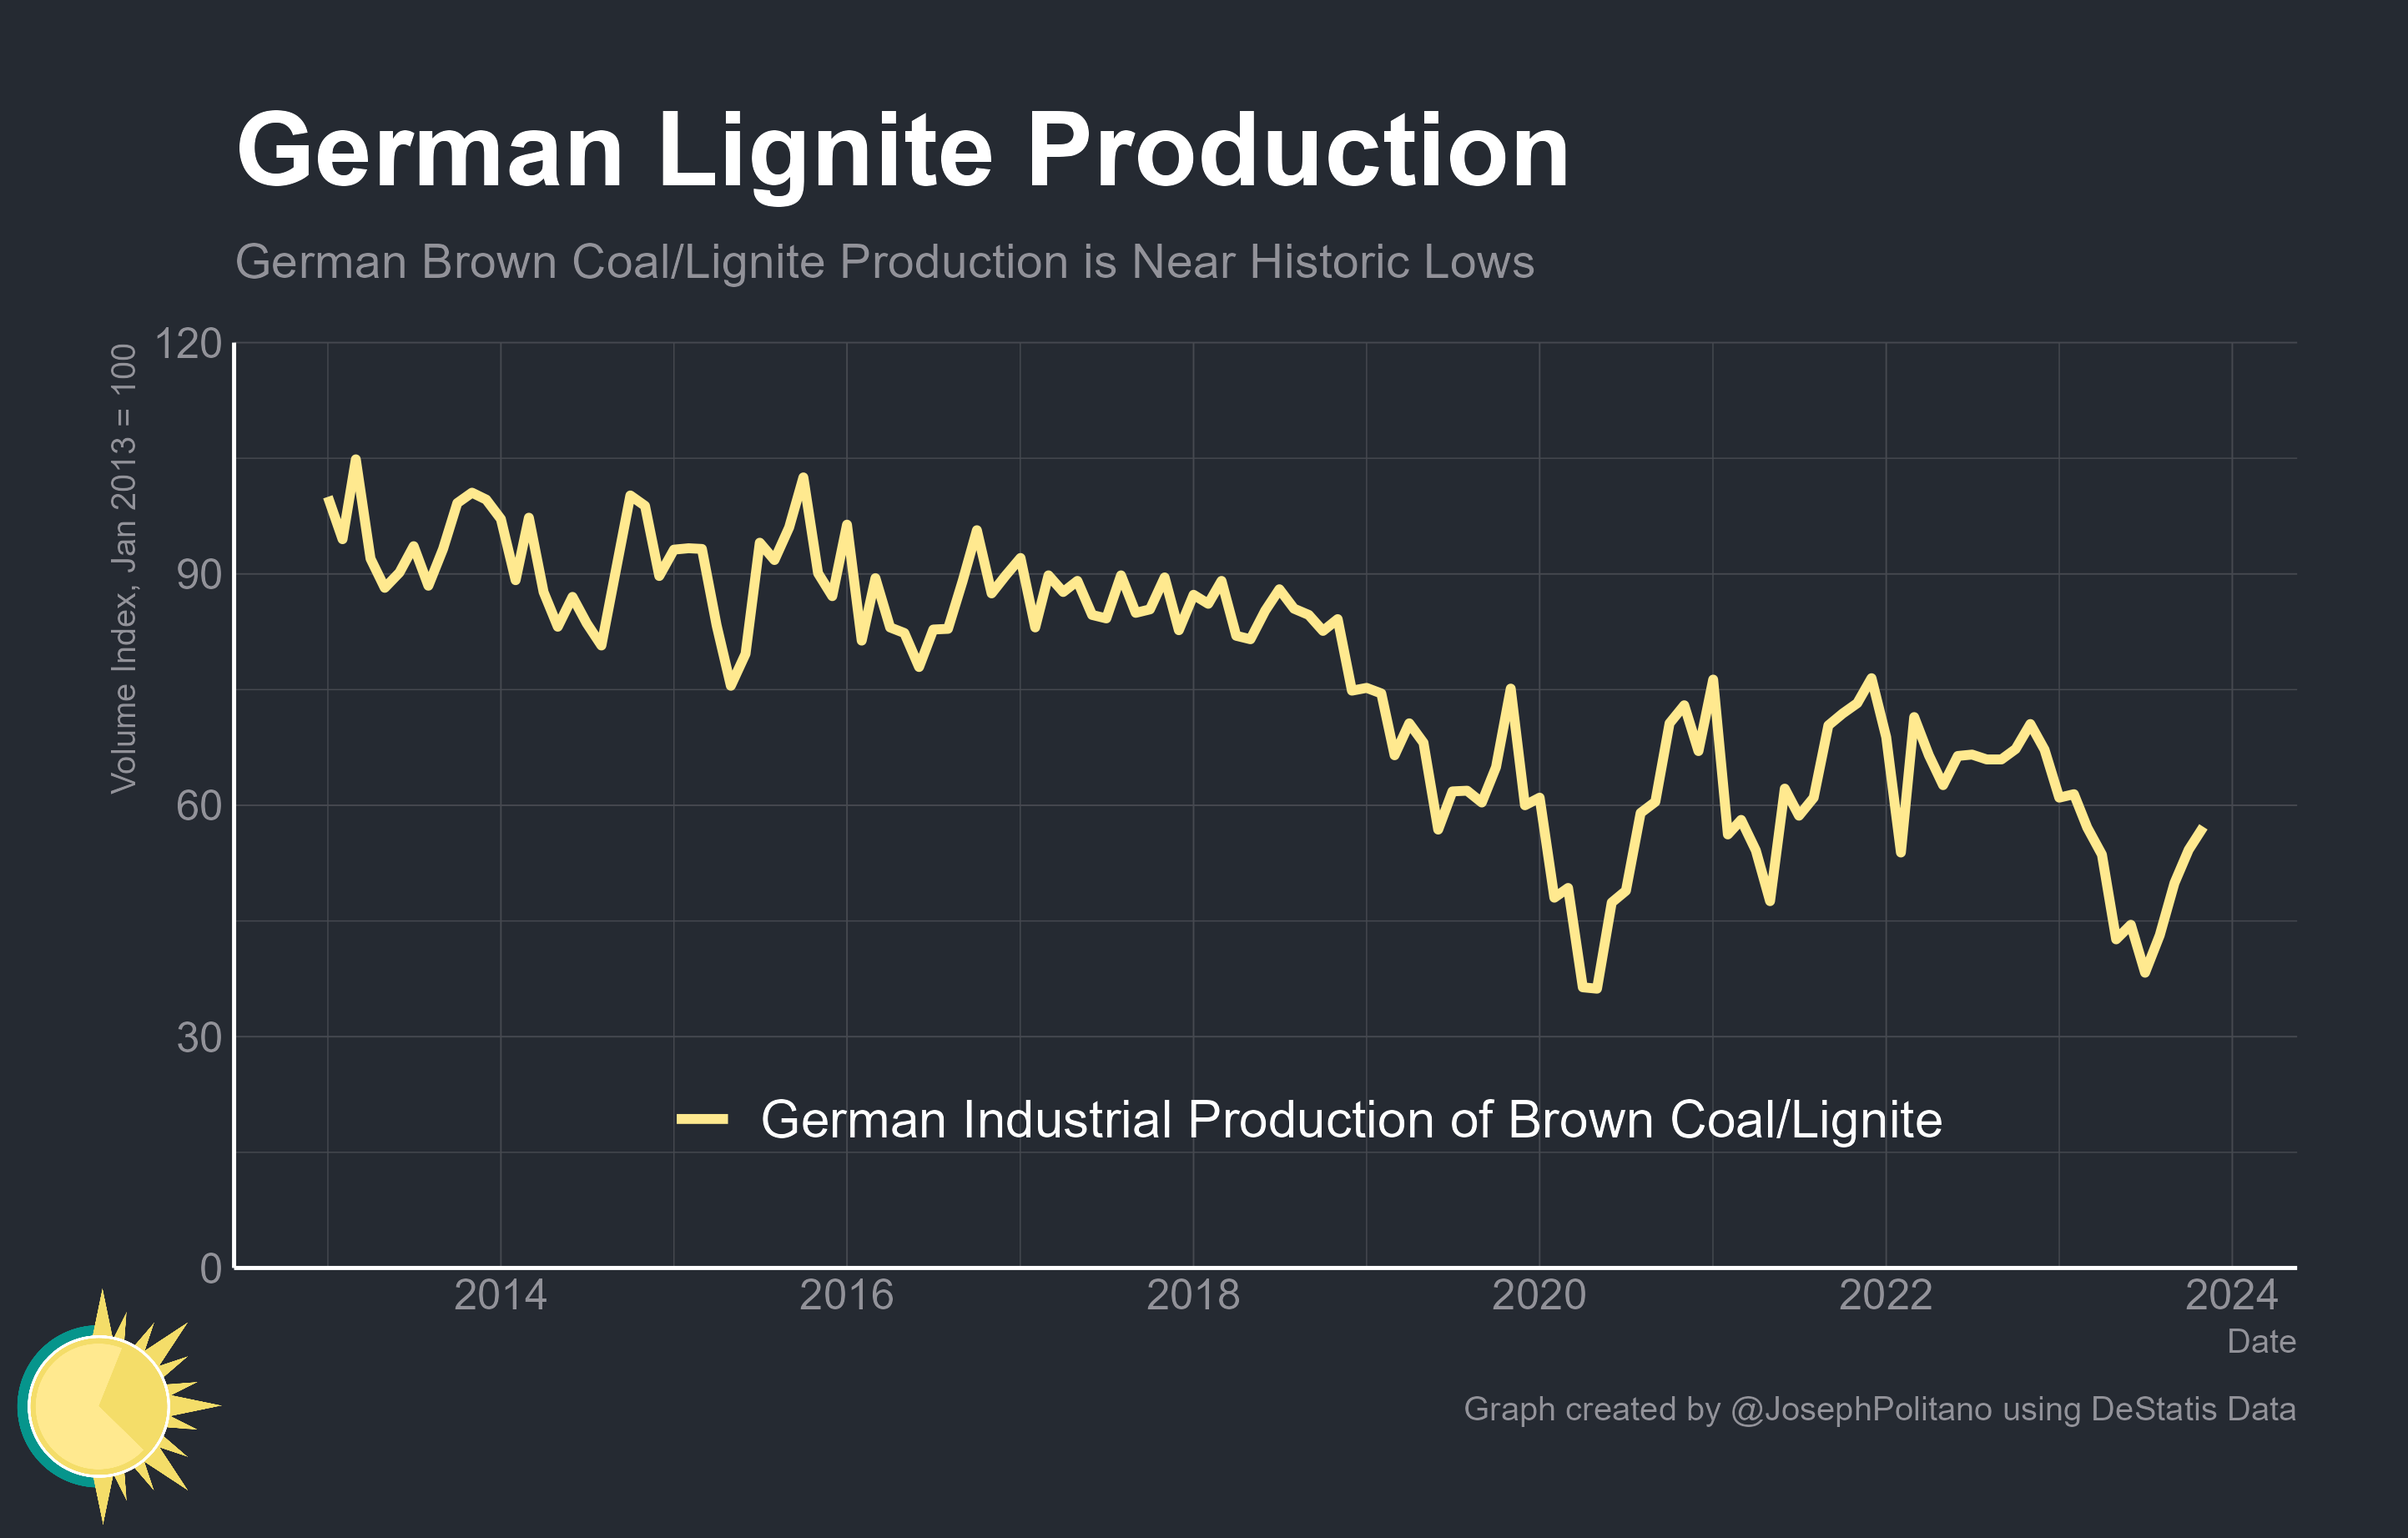 German Lignite Production
German Brown Coal/Lignite Production is Near Historic Lows
Volume Index, Jan 2013 = 100
120
90
60
30
0
German Industrial Production of Brown Coal/Lignite
2014
2016
2018
2020
2022
2024
Date
Graph created by @JosephPolitano using DeStatis Data